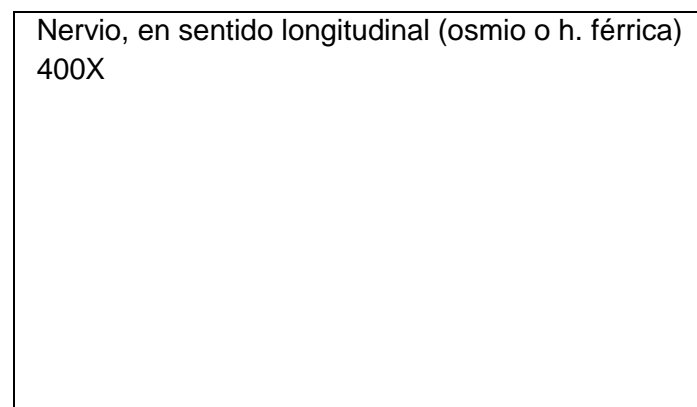 Nervio, en sentido longitudinal (osmio o h. férrica)
400X